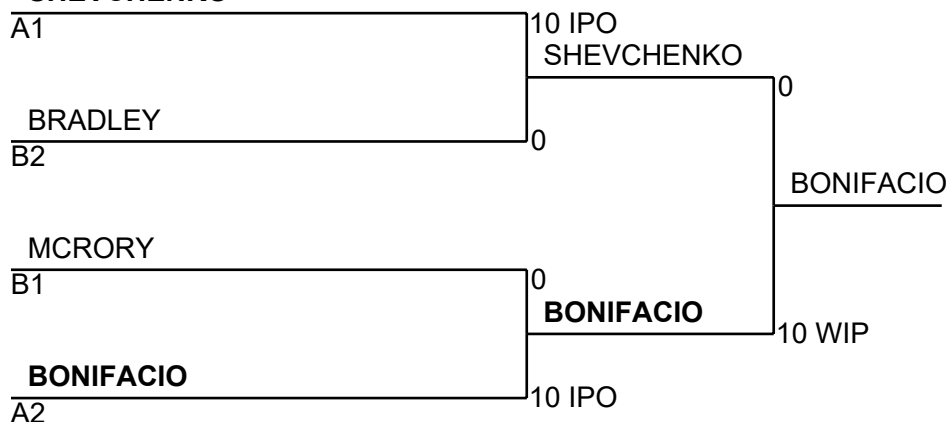 A1
10 IPO
SHEVCHENKO
0
BRADLEY
0
B2
BONIFACIO
MCRORY
B1
0
BONIFACIO
10 WIP
BONIFACIO
10 IPO
A2